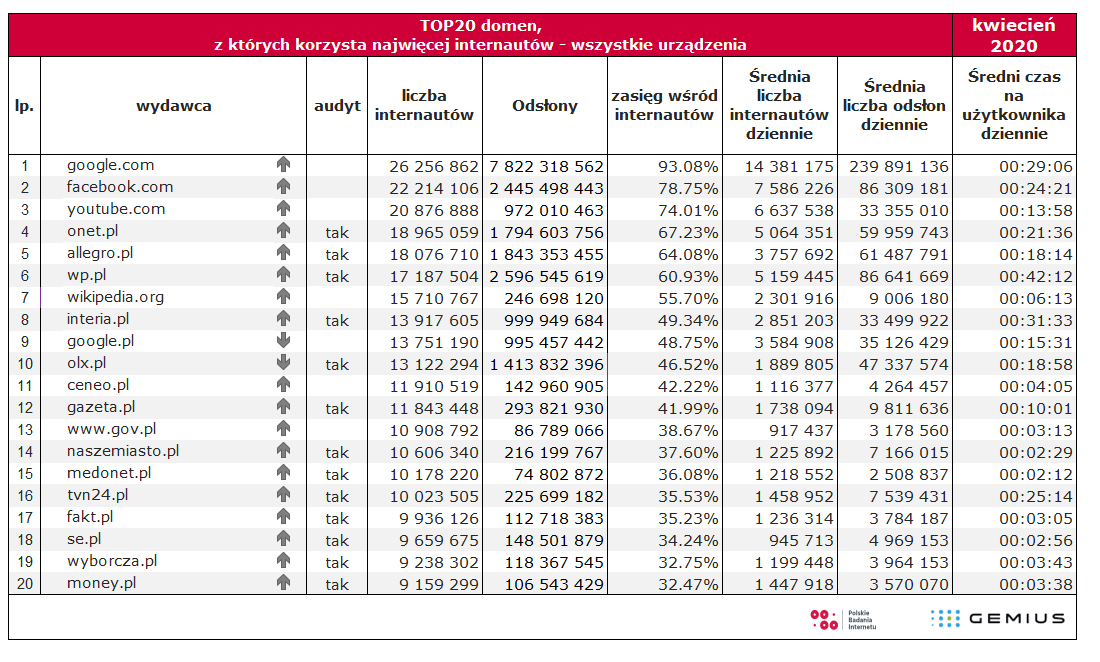 TOP20 domen,
z których korzysta najwięcej internautów - wszystkie urządzenia
kwiecień
2020
lp.
wydawca
audyt
liczba
internautów
Odsłony
zasięg wśród
internautów
Średnia
liczba
internautów
dziennie
Średnia
liczba odsłon
dziennie
Średni czas
na
użytkownika
dziennie
1 google.com 26 256 862 7 822 318 562 93.08% 14 381 175 239 891 136 00:29:06
2 facebook.com 22 214 106 2 445 498 443 78.75% 7 586 226 86 309 181 00:24:21
3 youtube.com 20 876 888 972 010 463 74.01% 6 637 538 33 355 010 00:13:58
4 onet.pl tak 18 965 059 1 794 603 756 67.23% 5 064 351 59 959 743 00:21:36
5 allegro.pl tak 18 076 710 1 843 353 455 64.08% 3 757 692 61 487 791 00:18:14
6 wp.pl tak 17 187 504 2 596 545 619 60.93% 5 159 445 86 641 669 00:42:12
7 wikipedia.org 15 710 767 246 698 120 55.70% 2 301 916 9 006 180 00:06:13
8 interia.pl tak 13 917 605 999 949 684 49.34% 2 851 203 33 499 922 00:31:33
9 google.pl 13 751 190 995 457 442 48.75% 3 584 908 35 126 429 00:15:31
10 olx.pl tak 13 122 294 1 413 832 396 46.52% 1 889 805 47 337 574 00:18:58
11 ceneo.pl 11 910 519 142 960 905 42.22% 1 116 377 4 264 457 00:04:05
12 gazeta.pl tak 11 843 448 293 821 930 41.99% 1 738 094 9 811 636 00:10:01
13 www.gov.pl 10 908 792 86 789 066 38.67% 917 437 3 178 560 00:03:13
14 naszemiasto.pl tak 10 606 340 216 199 767 37.60% 1 225 892 7 166 015 00:02:29
15 medonet.pl tak 10 178 220 74 802 872 36.08% 1 218 552 2 508 837 00:02:12
16 tvn24.pl tak 10 023 505 225 699 182 35.53% 1 458 952 7 539 431 00:25:14
17 fakt.pl tak 9 936 126 112 718 383 35.23% 1 236 314 3 784 187 00:03:05
18 se.pl tak 9 659 675 148 501 879 34.24% 945 713 4 969 153 00:02:56
19 wyborcza.pl tak 9 238 302 118 367 545 32.75% 1 199 448 3 964 153 00:03:43
20 money.pl tak 9 159 299 106 543 429 32.47% 1 447 918 3 570 070 00:03:38
Polskie
Badania
Internetu
GEMIUS